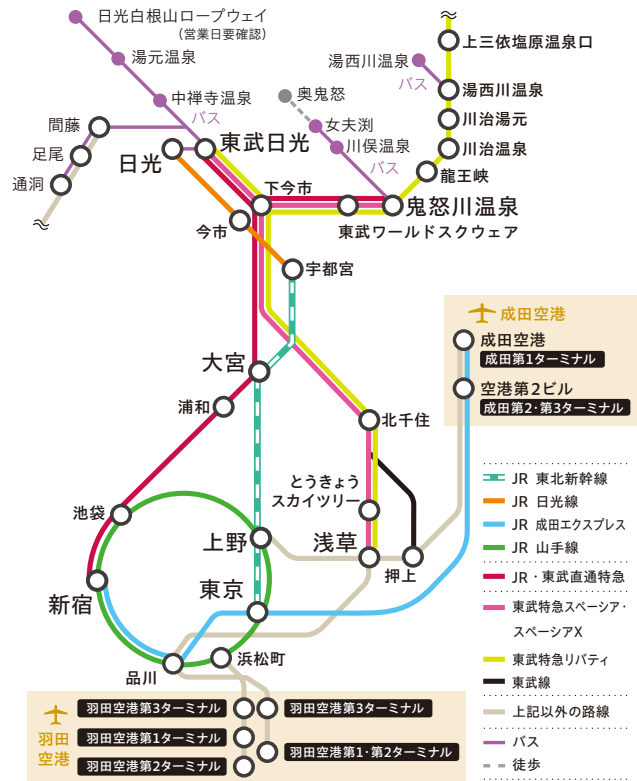 日光白根山ロープウェイ
(営業日要確認)
湯元温泉
中禅寺温泉
バス
間藤
足尾
通洞
日光
東武日光
奥鬼怒
女夫渕
川俣温泉
バス
湯西川温泉
バス
上三依塩原温泉口
湯西川温泉
川治湯元
川治温泉
龍王峡
鬼怒川温泉
下今市
東武ワールドスクウェア
今市
宇都宮
大宮
浦和
北千住
とうきょう
スカイツリー
池袋
上野
浅草
押上
新宿
東京
品川
浜松町
成田空港
成田空港
成田第1ターミナル
空港第2ビル
成田第2・第3ターミナル
羽田
空港
羽田空港第3ターミナル
羽田空港第1ターミナル
羽田空港第2ターミナル
羽田空港第3ターミナル
羽田空港第1・第2ターミナル
JR 東北新幹線
JR 日光線
JR 成田エクスプレス
JR 山手線
JR・東武直通特急
東武特急スペーシア・
スペーシアX
東武特急リバティ
東武線
上記以外の路線
バス
徒歩